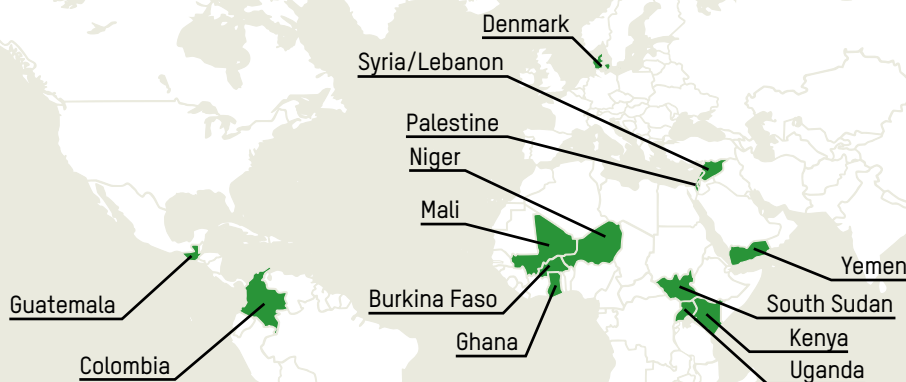 Denmark
Syria/Lebanon
Palestine
Niger
Mali
Yemen
Guatemala
Burkina Faso
South Sudan
Ghana
Kenya
Colombia
Uganda